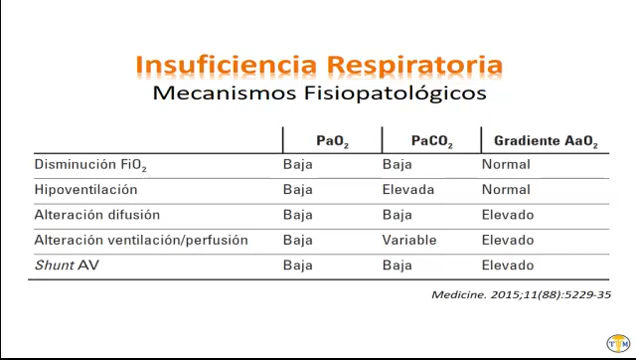 Insuficiencia Respiratoria
Mecanismos Fisiopatológicos
PaO2 PaCO2 Gradiente AaO2
Disminución FiO2 Baja Baja Normal
Hipoventilación Baja Elevada Normal
Alteración difusión Baja Baja Elevado
Alteración ventilación/perfusión Baja Variable Elevado
Shunt AV Baja Baja Elevado
Medicine. 2015;11(88):5229-35
T M